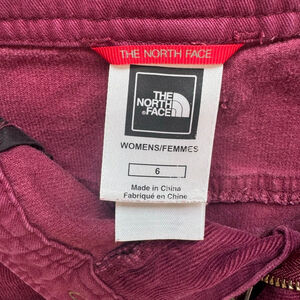 THE NORTH FACE
THE
NORTH
FACE
WOMENS/FEMMES
6
Made in China
Fabriqué en Chine